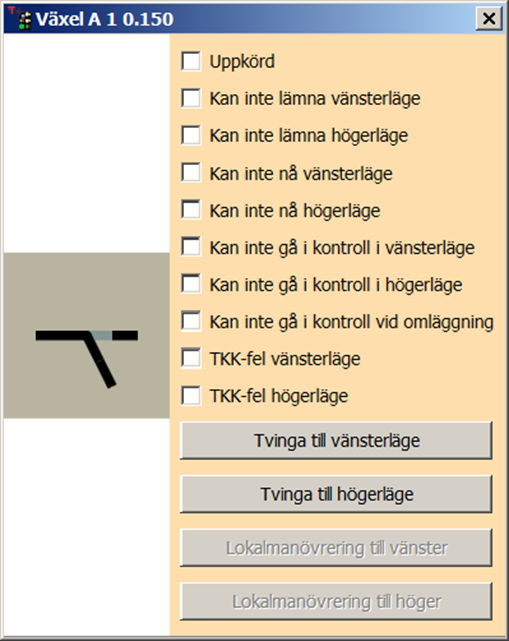 Växel A 1 0.150
Uppkörd
Kan inte lämna vänsterläge
Kan inte lämna högerläge
Kan inte nå vänsterläge
Kan inte nå högerläge
Kan inte gå i kontroll i vänsterläge
Kan inte gå i kontroll i högerläge
Kan inte gå i kontroll vid omläggning
TKK-fel vänsterläge
TKK-fel högerläge
Tvinga till vänsterläge
Tvinga till högerläge
Lokalmanövrering till vänster
Lokalmanövrering till höger